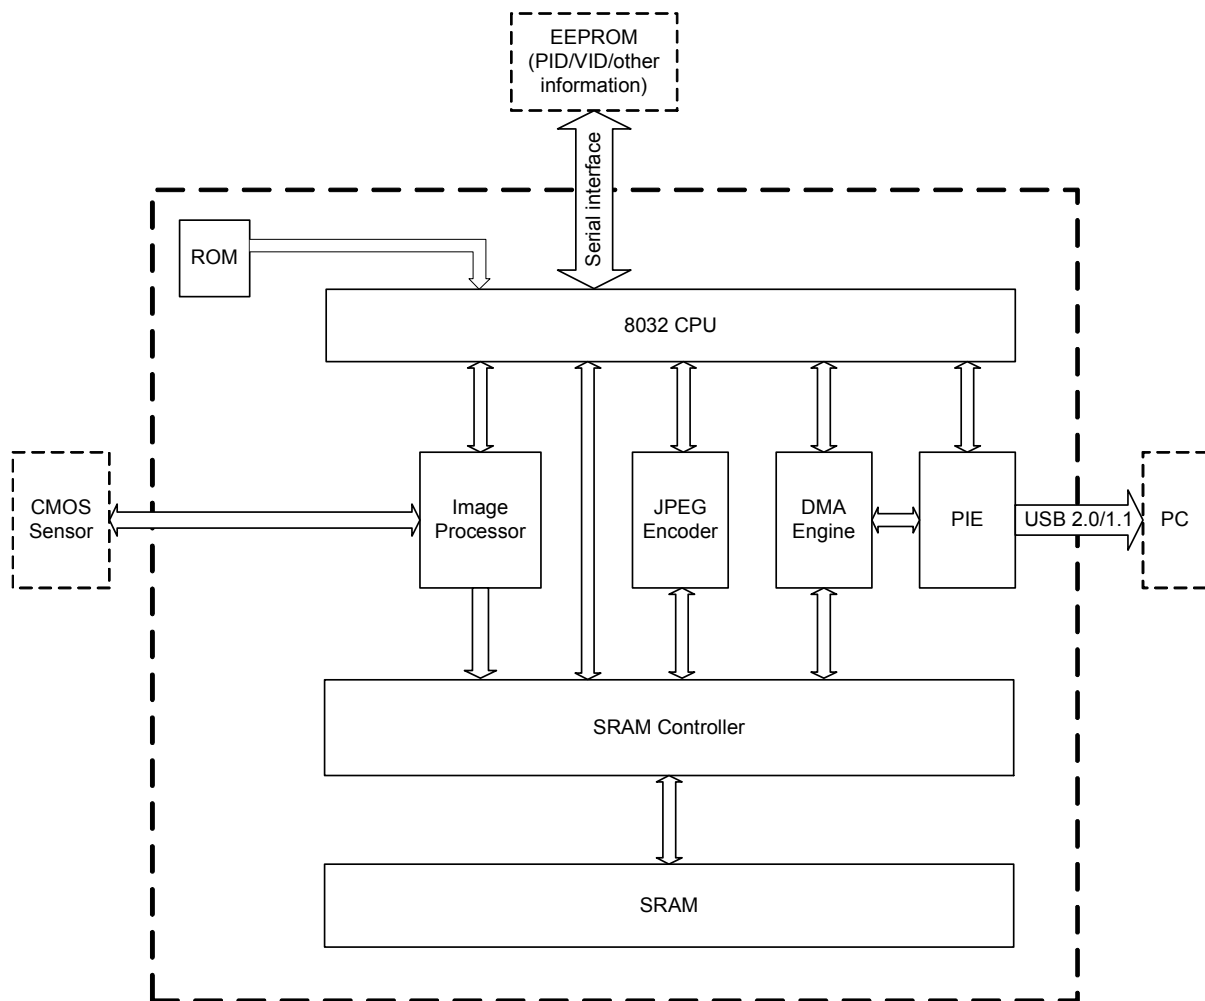 EEPROM
(PID/VID/other
information)
Serial interface
ROM
8032 CPU
CMOS
Sensor
Image
Processor
JPEG
Encoder
DMA
Engine
PIE
USB 2.0/1.1
PC
SRAM Controller
SRAM